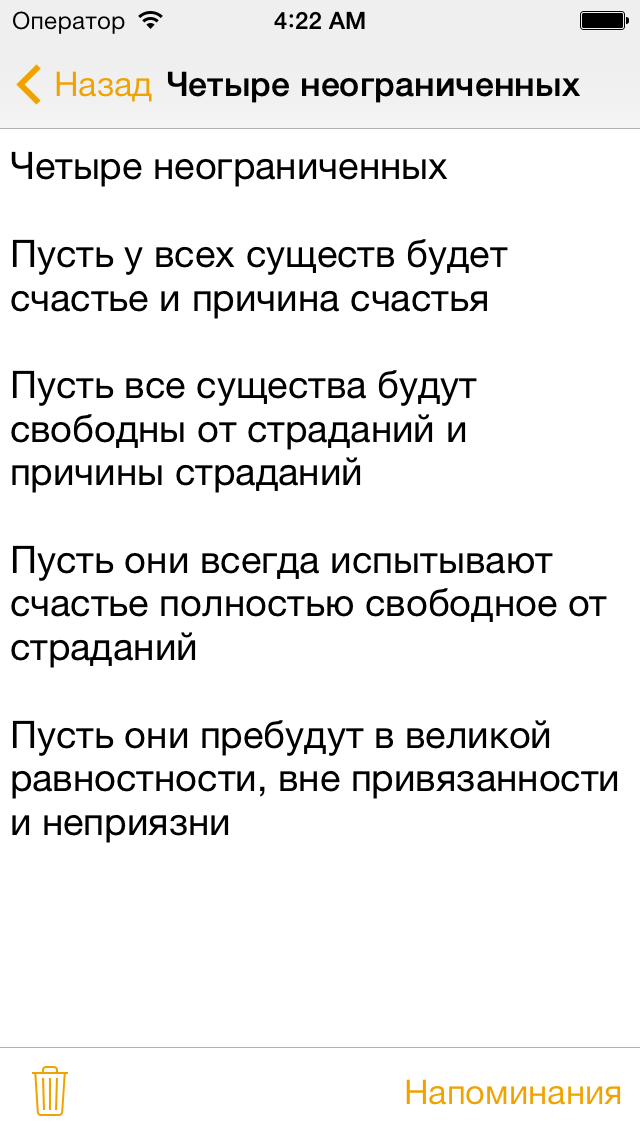 Оператор 4:22 AM
Назад Четыре неограниченных
Четыре неограниченных
Пусть у всех существ будет
счастье и причина счастья
Пусть все существа будут
свободны от страданий и
причины страданий
Пусть они всегда испытывают
счастье полностью свободное от
страданий
Пусть они пребудут в великой
равностности, вне привязанности
и неприязни
Напоминания